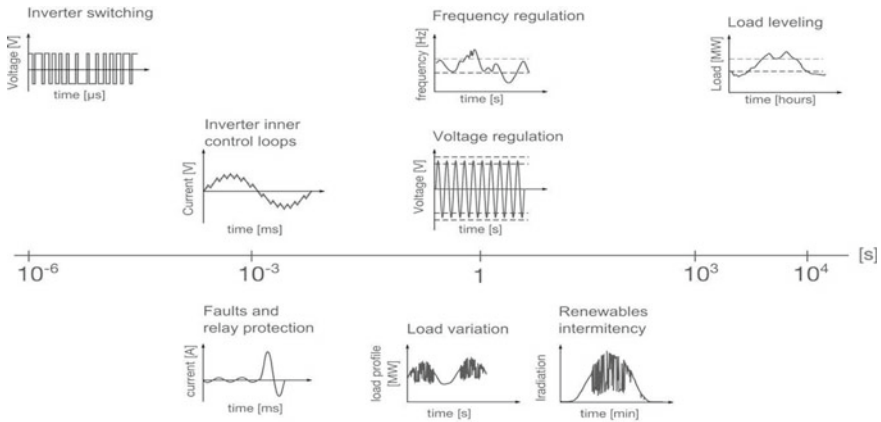 Inverter switching
Voltage [V]
time [µs]
Frequency regulation
frequency [Hz]
time [s]
Load leveling
Load [MW]
time [hours]
Inverter inner
control loops
Current [V]
time [ms]
Voltage regulation
Voltage [V]
time [s]
10-6
10-3
1
10³
10⁴
[s]
Faults and
relay protection
current [A]
time [ms]
Load variation
load profile
[MW]
time [s]
Renewables
intermitency
Iradiation
time [min]